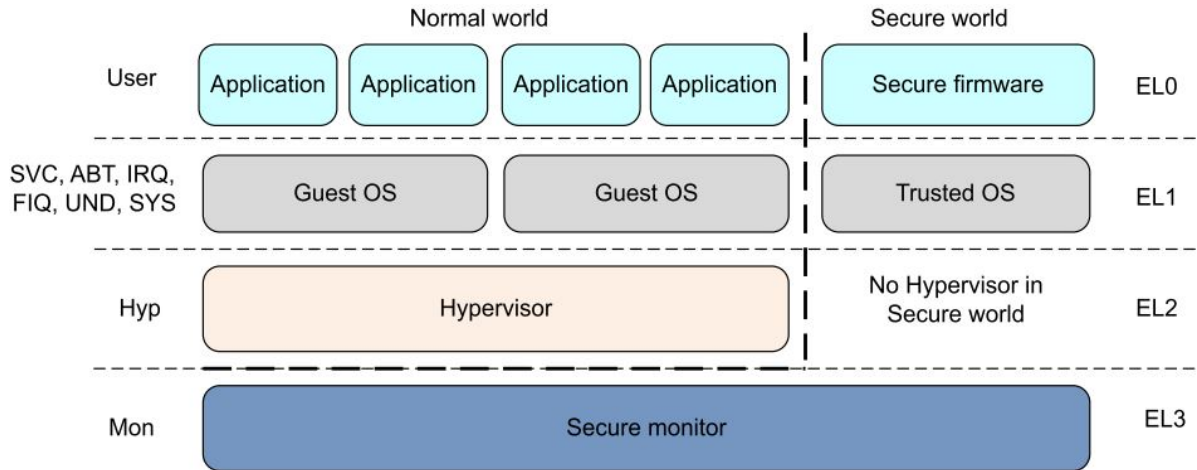 Normal world
Secure world
User
Application
Application
Application
Application
Secure firmware
EL0
SVC, ABT, IRQ,
FIQ, UND, SYS
Guest OS
Guest OS
Trusted OS
EL1
Hyp
Hypervisor
No Hypervisor in
Secure world
EL2
Mon
Secure monitor
EL3